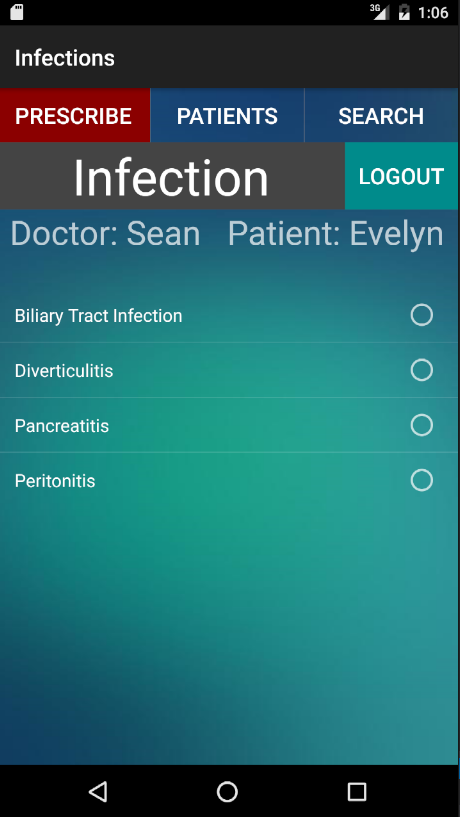 3G 1:06
Infections
PRESCRIBE PATIENTS SEARCH
Infection LOGOUT
Doctor: Sean Patient: Evelyn
Biliary Tract Infection
Diverticulitis
Pancreatitis
Peritonitis